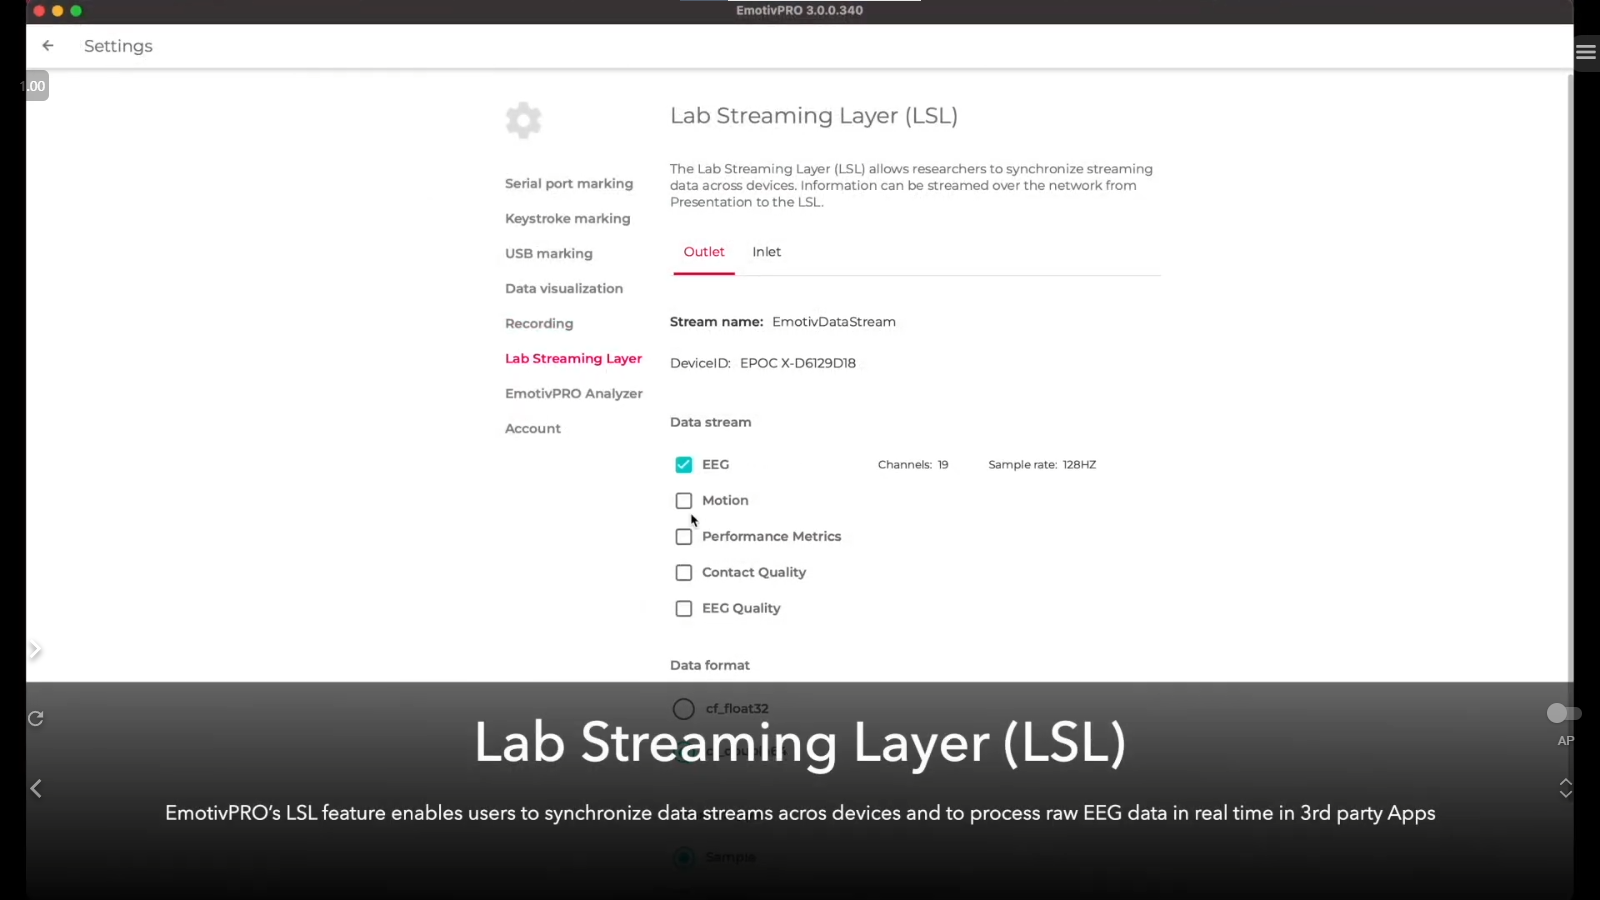 EmotivPRO 3.0.0.340
Settings
1.00
Lab Streaming Layer (LSL)
The Lab Streaming Layer (LSL) allows researchers to synchronize streaming
data across devices. Information can be streamed over the network from
Presentation to the LSL.
Serial port marking
Keystroke marking
USB marking
Data visualization
Recording
Lab Streaming Layer
EmotivPRO Analyzer
Account
Outlet Inlet
Stream name: EmotivDataStream
DeviceID: EPOC X-D6129D18
Data stream
EEG Channels: 19 Sample rate: 128HZ
Motion
Performance Metrics
Contact Quality
EEG Quality
Data format
cf_float32
Lab Streaming Layer (LSL)
AP
EmotivPRO's LSL feature enables users to synchronize data streams acros devices and to process raw EEG data in real time in 3rd party Apps
Sample